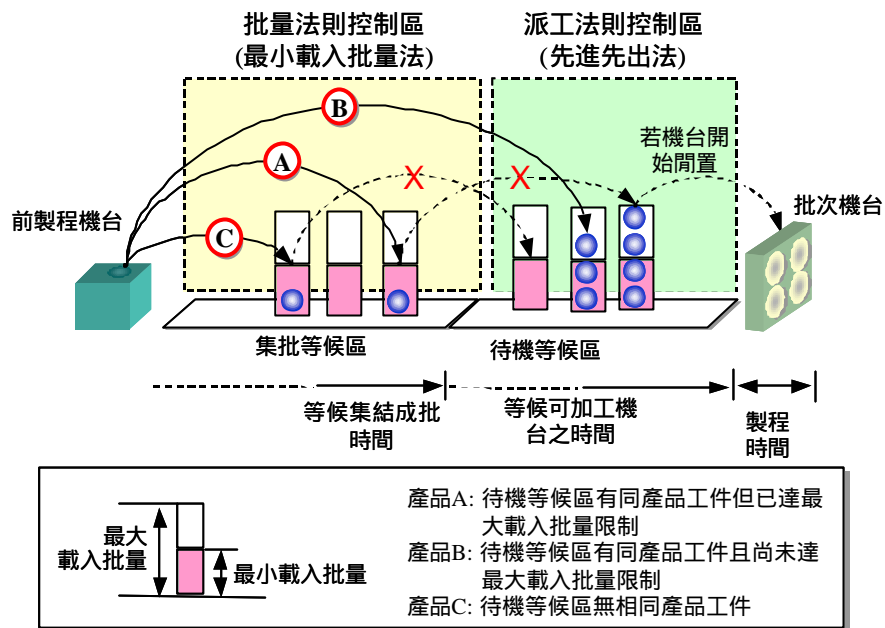 批量法則控制區
(最小載入批量法)
派工法則控制區
(先進先出法)
B
A
C
X
X
若機台開
始閒置
前製程機台
批次機台
集批等候區
待機等候區
等候集結成批
時間
等候可加工機
台之時間
製程
時間
最大
載入批量
最小載入批量
產品A: 待機等候區有同產品工件但已達最
大載入批量限制
產品B: 待機等候區有同產品工件且尚未達
最大載入批量限制
產品C: 待機等候區無相同產品工件